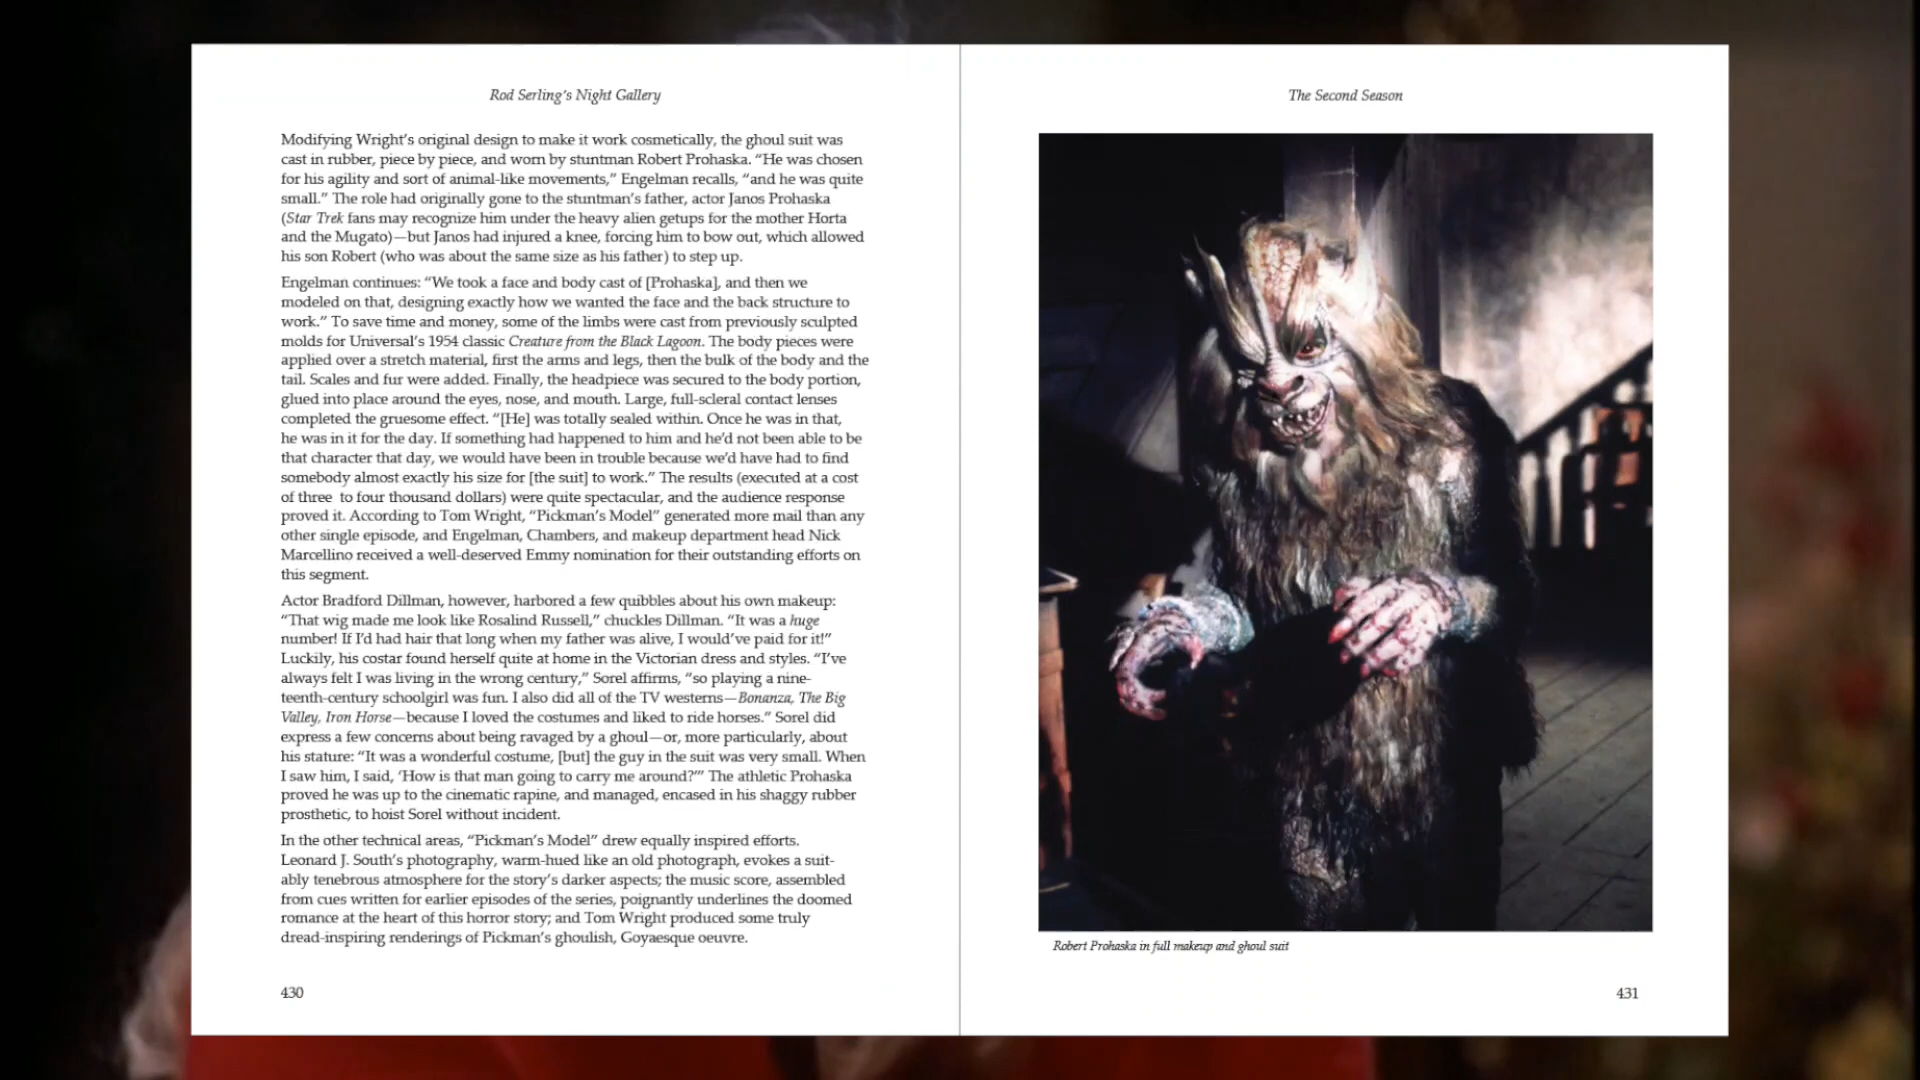 Rod Serling's Night Gallery
Modifying Wright's original design to make it work cosmetically, the ghoul suit was
cast in rubber, piece by piece, and worn by stuntman Robert Prohaska. “He was chosen
for his agility and sort of animal-like movements,” Engelman recalls, “and he was quite
small.” The role had originally gone to the stuntman's father, actor Janos Prohaska
(Star Trek fans may recognize him under the heavy alien getups for the mother Horta
and the Mugato)—but Janos had injured a knee, forcing him to bow out, which allowed
his son Robert (who was about the same size as his father) to step up.
Engelman continues: “We took a face and body cast of [Prohaska], and then we
modeled on that, designing exactly how we wanted the face and the back structure to
work.” To save time and money, some of the limbs were cast from previously sculpted
molds for Universal's 1954 classic Creature from the Black Lagoon. The body pieces were
applied over a stretch material, first the arms and legs, then the bulk of the body and the
tail. Scales and fur were added. Finally, the headpiece was secured to the body portion,
glued into place around the eyes, nose, and mouth. Large, full-scleral contact lenses
completed the gruesome effect. “[He] was totally sealed within. Once he was in that,
he was in it for the day. If something had happened to him and he'd not been able to be
that character that day, we would have been in trouble because we'd have had to find
somebody almost exactly his size for [the suit] to work.” The results (executed at a cost
of three to four thousand dollars) were quite spectacular, and the audience response
proved it. According to Tom Wright, “Pickman's Model” generated more mail than any
other single episode, and Engelman, Chambers, and makeup department head Nick
Marcellino received a well-deserved Emmy nomination for their outstanding efforts on
this segment.
Actor Bradford Dillman, however, harbored a few quibbles about his own makeup:
“That wig made me look like Rosalind Russell,” chuckles Dillman. “It was a huge
number! If I'd had hair that long when my father was alive, I would've paid for it!”
Luckily, his costar found herself quite at home in the Victorian dress and styles. “I've
always felt I was living in the wrong century,” Sorel affirms, “so playing a nine-
teenth-century schoolgirl was fun. I also did all of the TV westerns—Bonanza, The Big
Valley, Iron Horse—because I loved the costumes and liked to ride horses.” Sorel did
express a few concerns about being ravaged by a ghoul—or, more particularly, about
his stature: “It was a wonderful costume, [but] the guy in the suit was very small. When
I saw him, I said, ‘How is that man going to carry me around?’” The athletic Prohaska
proved he was up to the cinematic rapine, and managed, encased in his shaggy rubber
prosthetic, to hoist Sorel without incident.
In the other technical areas, “Pickman's Model” drew equally inspired efforts.
Leonard J. South's photography, warm-hued like an old photograph, evokes a suit-
ably tenebrous atmosphere for the story's darker aspects; the music score, assembled
from cues written for earlier episodes of the series, poignantly underlines the doomed
romance at the heart of this horror story; and Tom Wright produced some truly
dread-inspiring renderings of Pickman's ghoulish, Goyaesque oeuvre.
430
The Second Season
Robert Prohaska in full makeup and ghoul suit
431